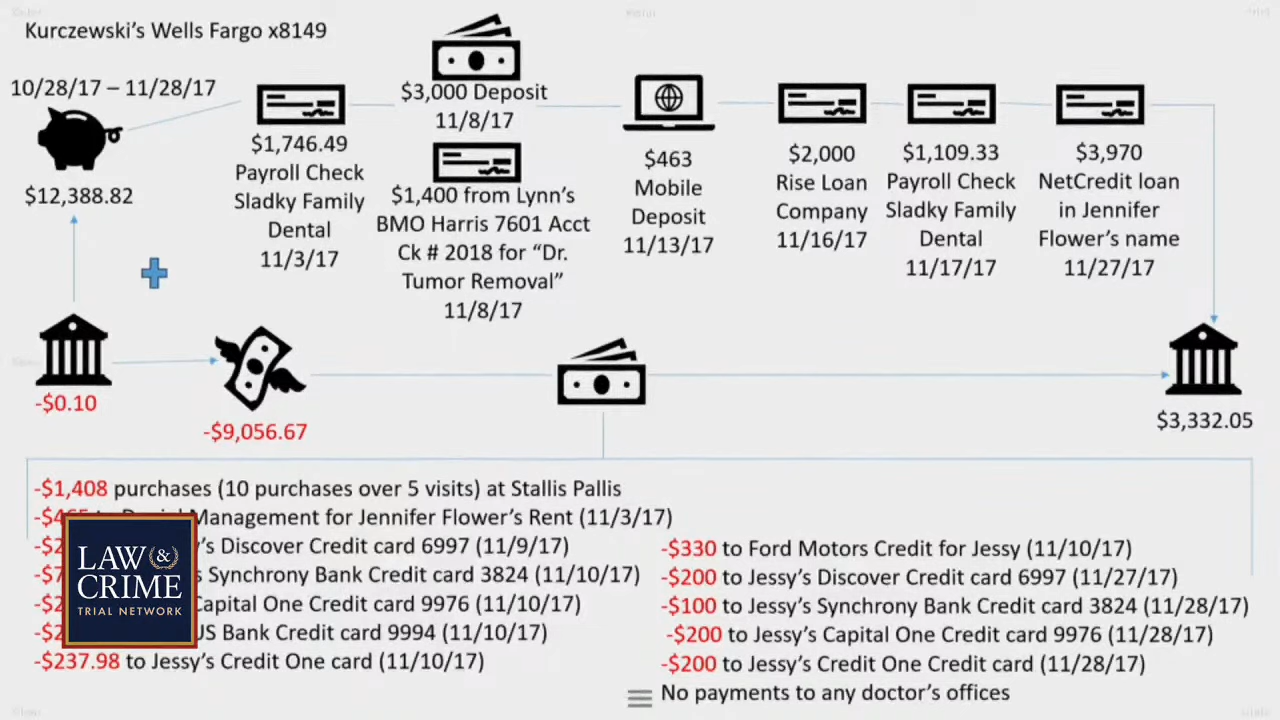 Kurczewski's Wells Fargo x8149
10/28/17 – 11/28/17
$12,388.82
$1,746.49
Payroll Check
Sladky Family
Dental
11/3/17
$3,000 Deposit
11/8/17
$1,400 from Lynn's
BMO Harris 7601 Acct
Ck # 2018 for “Dr.
Tumor Removal”
11/8/17
$463
Mobile
Deposit
11/13/17
$2,000
Rise Loan
Company
11/16/17
$1,109.33
Payroll Check
Sladky Family
Dental
11/17/17
$3,970
NetCredit loan
in Jennifer
Flower's name
11/27/17
-$0.10
-$9,056.67
$3,332.05
-$1,408 purchases (10 purchases over 5 visits) at Stallis Pallis
Management for Jennifer Flower's Rent (11/3/17)
Discover Credit card 6997 (11/9/17)
Synchrony Bank Credit card 3824 (11/10/17)
Capital One Credit card 9976 (11/10/17)
US Bank Credit card 9994 (11/10/17)
-$237.98 to Jessy's Credit One card (11/10/17)
-$330 to Ford Motors Credit for Jessy (11/10/17)
-$200 to Jessy's Discover Credit card 6997 (11/27/17)
-$100 to Jessy's Synchrony Bank Credit card 3824 (11/28/17)
-$200 to Jessy's Capital One Credit card 9976 (11/28/17)
-$200 to Jessy's Credit One Credit card (11/28/17)
No payments to any doctor's offices
LAW &
CRIME
TRIAL NETWORK